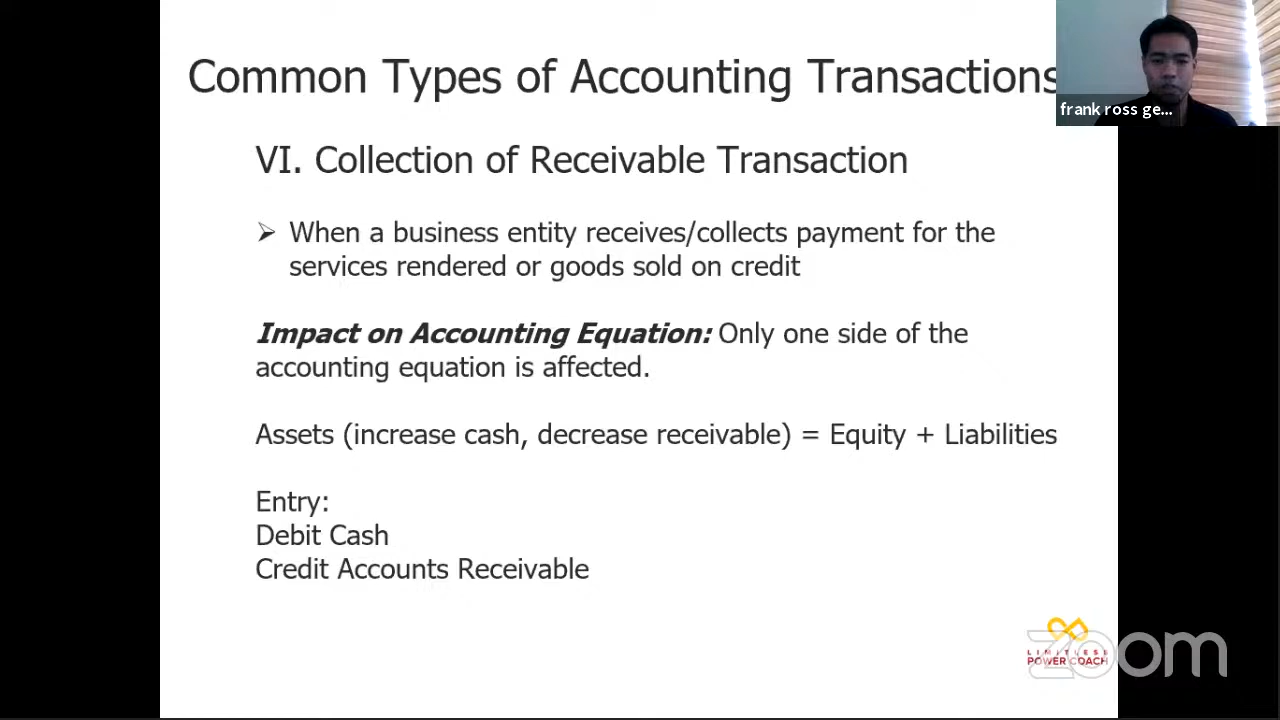 Common Types of Accounting Transactions
frank ross ge...
VI. Collection of Receivable Transaction
➢ When a business entity receives/collects payment for the
services rendered or goods sold on credit
Impact on Accounting Equation: Only one side of the
accounting equation is affected.
Assets (increase cash, decrease receivable) = Equity + Liabilities
Entry:
Debit Cash
Credit Accounts Receivable
LIMITLESS
POWER COACH
zoom